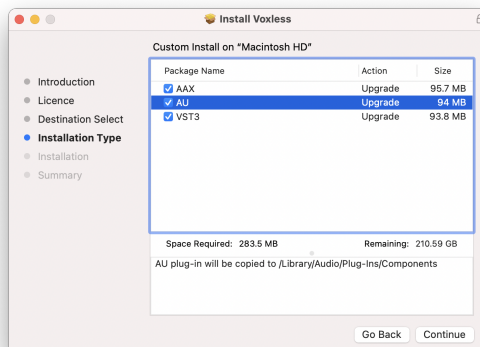 Install Voxless
Custom Install on “Macintosh HD”
Package Name Action Size
AAX Upgrade 95.7 MB
AU Upgrade 94 MB
VST3 Upgrade 93.8 MB
Introduction
Licence
Destination Select
Installation Type
Installation
Summary
Space Required: 283.5 MB Remaining: 210.59 GB
AU plug-in will be copied to /Library/Audio/Plug-Ins/Components
Go Back Continue